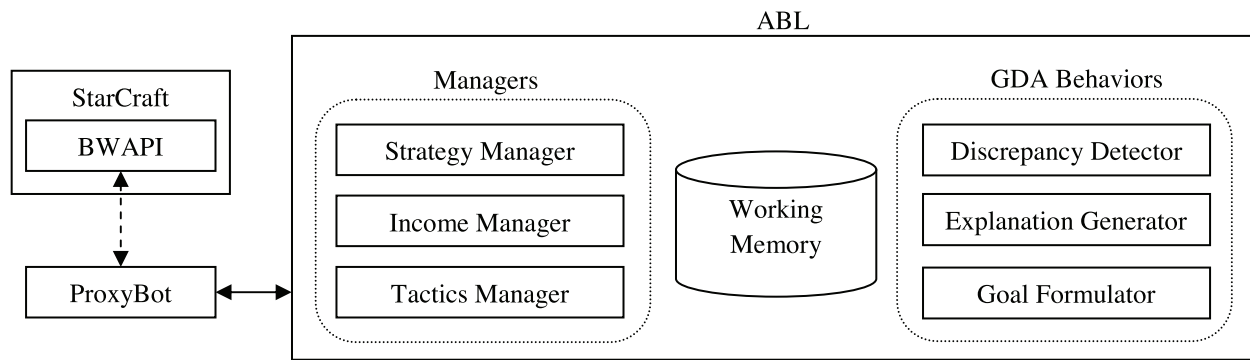 ABL
StarCraft
BWAPI
ProxyBot
Managers
Strategy Manager
Income Manager
Tactics Manager
Working
Memory
GDA Behaviors
Discrepancy Detector
Explanation Generator
Goal Formulator